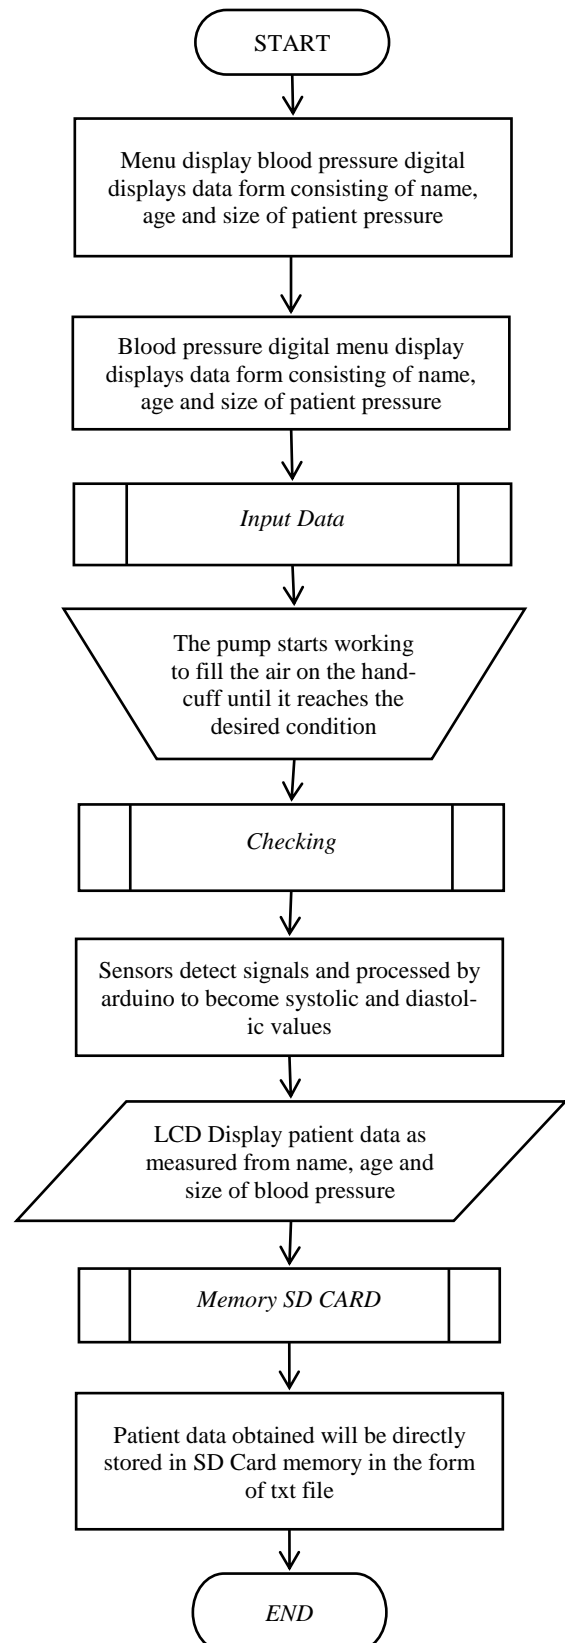 START
Menu display blood pressure digital
displays data form consisting of name,
age and size of patient pressure
Blood pressure digital menu display
displays data form consisting of name,
age and size of patient pressure
Input Data
The pump starts working
to fill the air on the hand-
cuff until it reaches the
desired condition
Checking
Sensors detect signals and processed by
arduino to become systolic and diastol-
ic values
LCD Display patient data as
measured from name, age and
size of blood pressure
Memory SD CARD
Patient data obtained will be directly
stored in SD Card memory in the form
of txt file
END